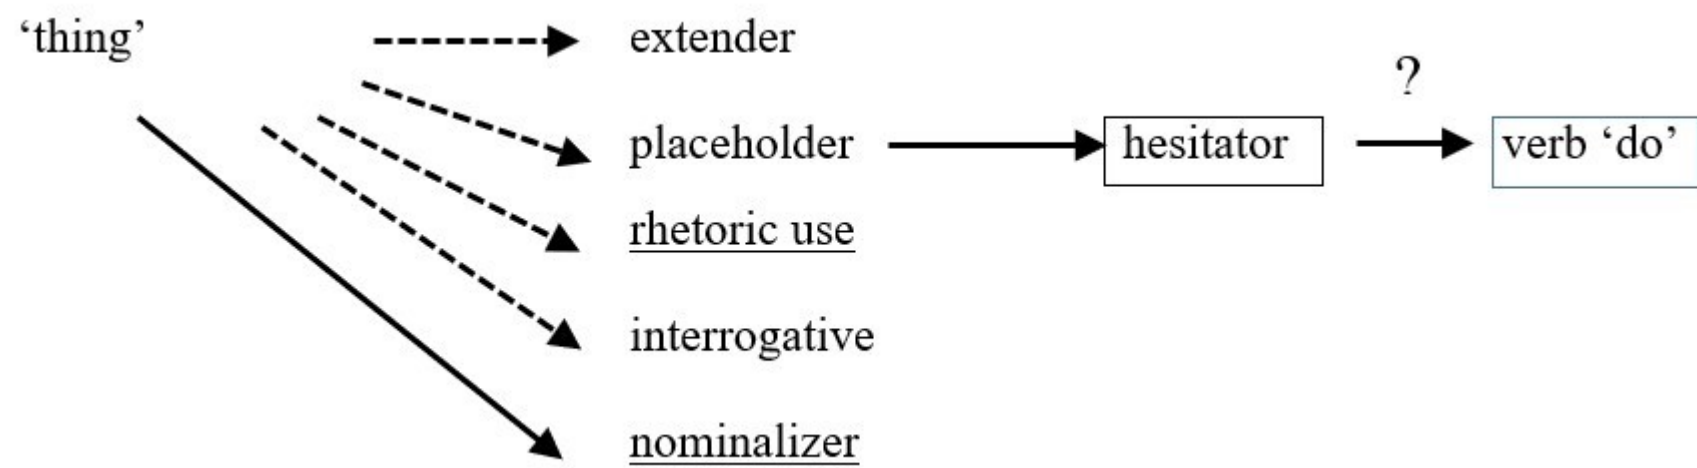 ‘thing’
extender
?
placeholder
hesitator
verb ‘do’
rhetoric use
interrogative
nominalizer